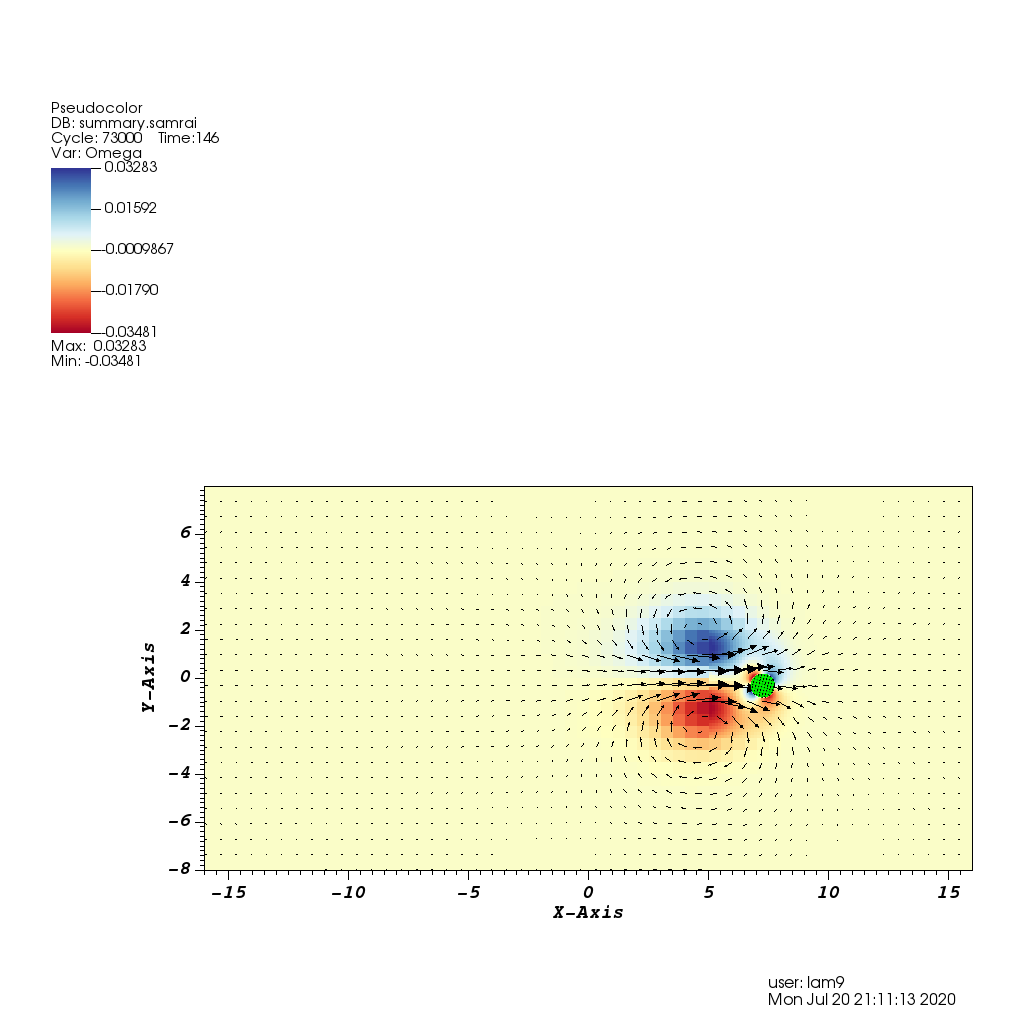 Pseudocolor
DB: summary.samrai
Cycle: 73000 Time:146
Var: Omega
0.03283
0.01592
-0.0009867
-0.01790
-0.03481
Max: 0.03283
Min: -0.03481
6
4
2
0
-2
-4
-6
-8
Y-Axis
-15 -10 -5 0 5 10 15
X-Axis
user: lam9
Mon Jul 20 21:11:13 2020